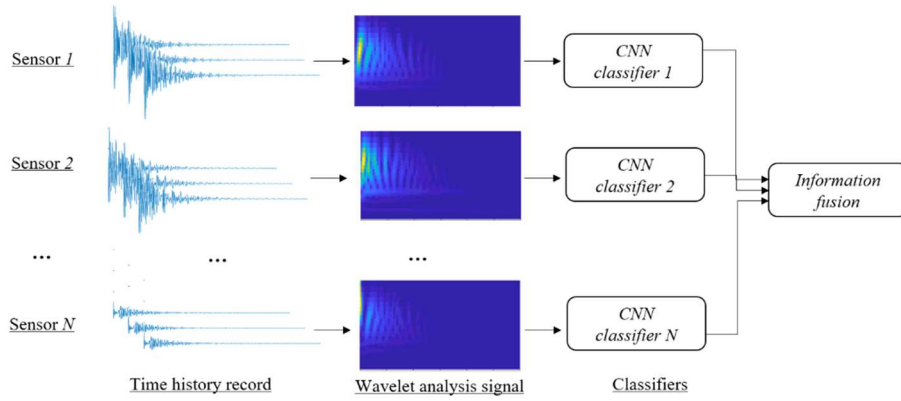 Sensor 1
CNN
classifier 1
Sensor 2
CNN
classifier 2
Information
fusion
...
...
...
Sensor N
CNN
classifier N
Time history record
Wavelet analysis signal
Classifiers